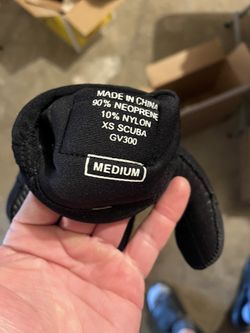 MADE IN CHINA
90% NEOPRENE
10% NYLON
XS SCUBA
GV300
MEDIUM